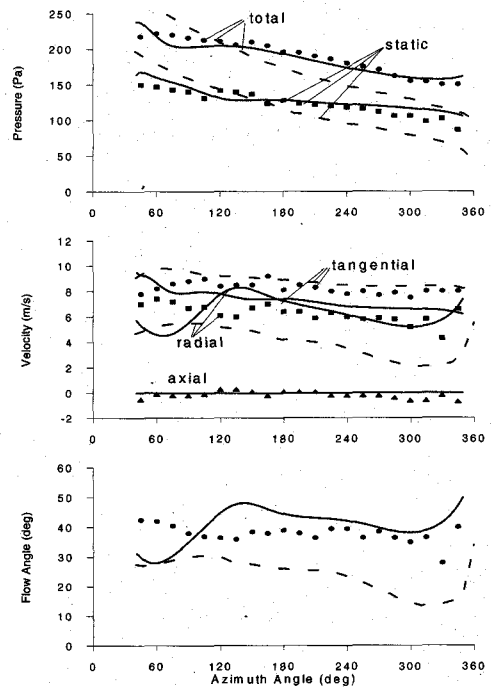 250
total
200
static
150
100
50
0
Pressure (Pa)
0 60 120 180 240 300 360
12
10
tangential
8
6
4
radial
2
axial
0
-2
Velocity (m/s)
0 60 120 180 240 300 360
60
50
40
30
20
10
0
Flow Angle (deg)
0 60 120 180 240 300 360
Azimuth Angle (deg)